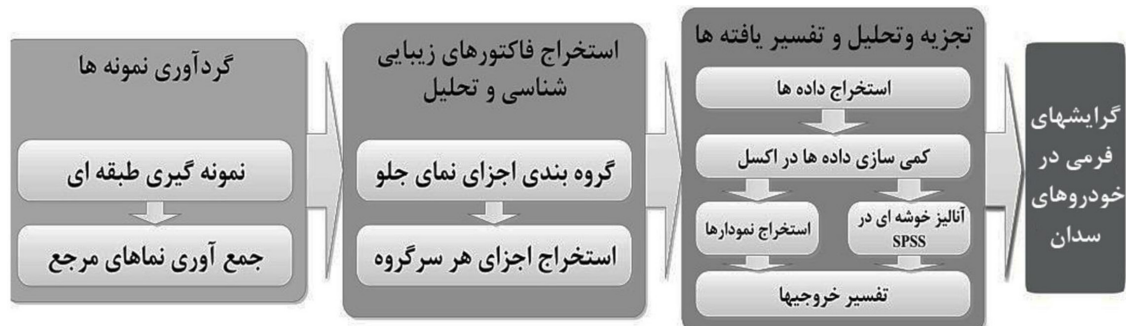 گردآوری نمونه ها
نمونه گیری طبقه ای
جمع آوری نماهای مرجع
استخراج فاکتورهای زیبایی
شناسی و تحلیل
گروه بندی اجزای نمای جلو
استخراج اجزای هر سرگروه
تجزیه وتحلیل و تفسیر یافته ها
استخراج داده ها
کمی سازی داده ها در اکسل
آنالیز خوشه ای در
SPSS
استخراج نمودارها
تفسیر خروجیها
گرایشهای
فرمی در
خودروهای
سدان